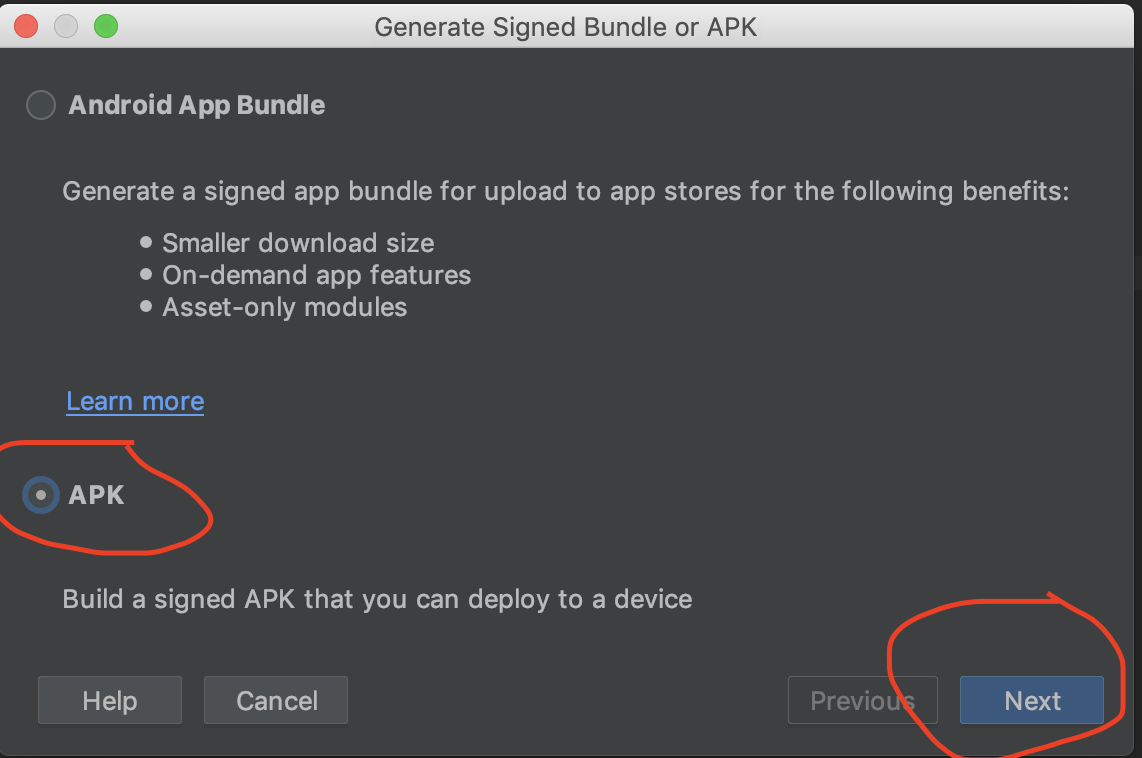 Generate Signed Bundle or APK
Android App Bundle
Generate a signed app bundle for upload to app stores for the following benefits:
Smaller download size
On-demand app features
Asset-only modules
Learn more
APK
Build a signed APK that you can deploy to a device
Help Cancel Previous Next